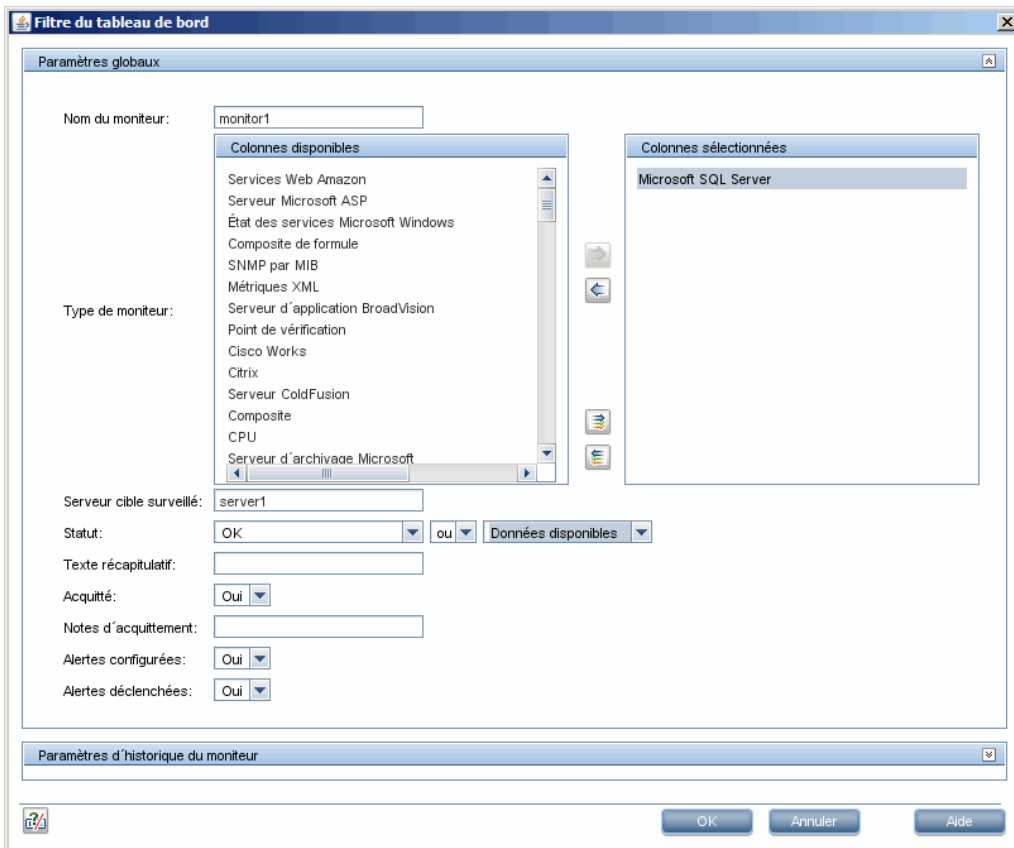 Filtre du tableau de bord
Paramètres globaux
Nom du moniteur:
monitor1
Colonnes disponibles
Colonnes sélectionnées
Type de moniteur:
Services Web Amazon
Serveur Microsoft ASP
État des services Microsoft Windows
Composite de formule
SNMP par MIB
Métriques XML
Serveur d´application BroadVision
Point de vérification
Cisco Works
Citrix
Serveur ColdFusion
Composite
CPU
Serveur d´archivage Microsoft
Microsoft SQL Server
Serveur cible surveillé: server1
Statut: OK ou Données disponibles
Texte récapitulatif:
Acquitté: Oui
Notes d´acquittement:
Alertes configurées: Oui
Alertes déclenchées: Oui
Paramètres d´historique du moniteur
OK Annuler Aide